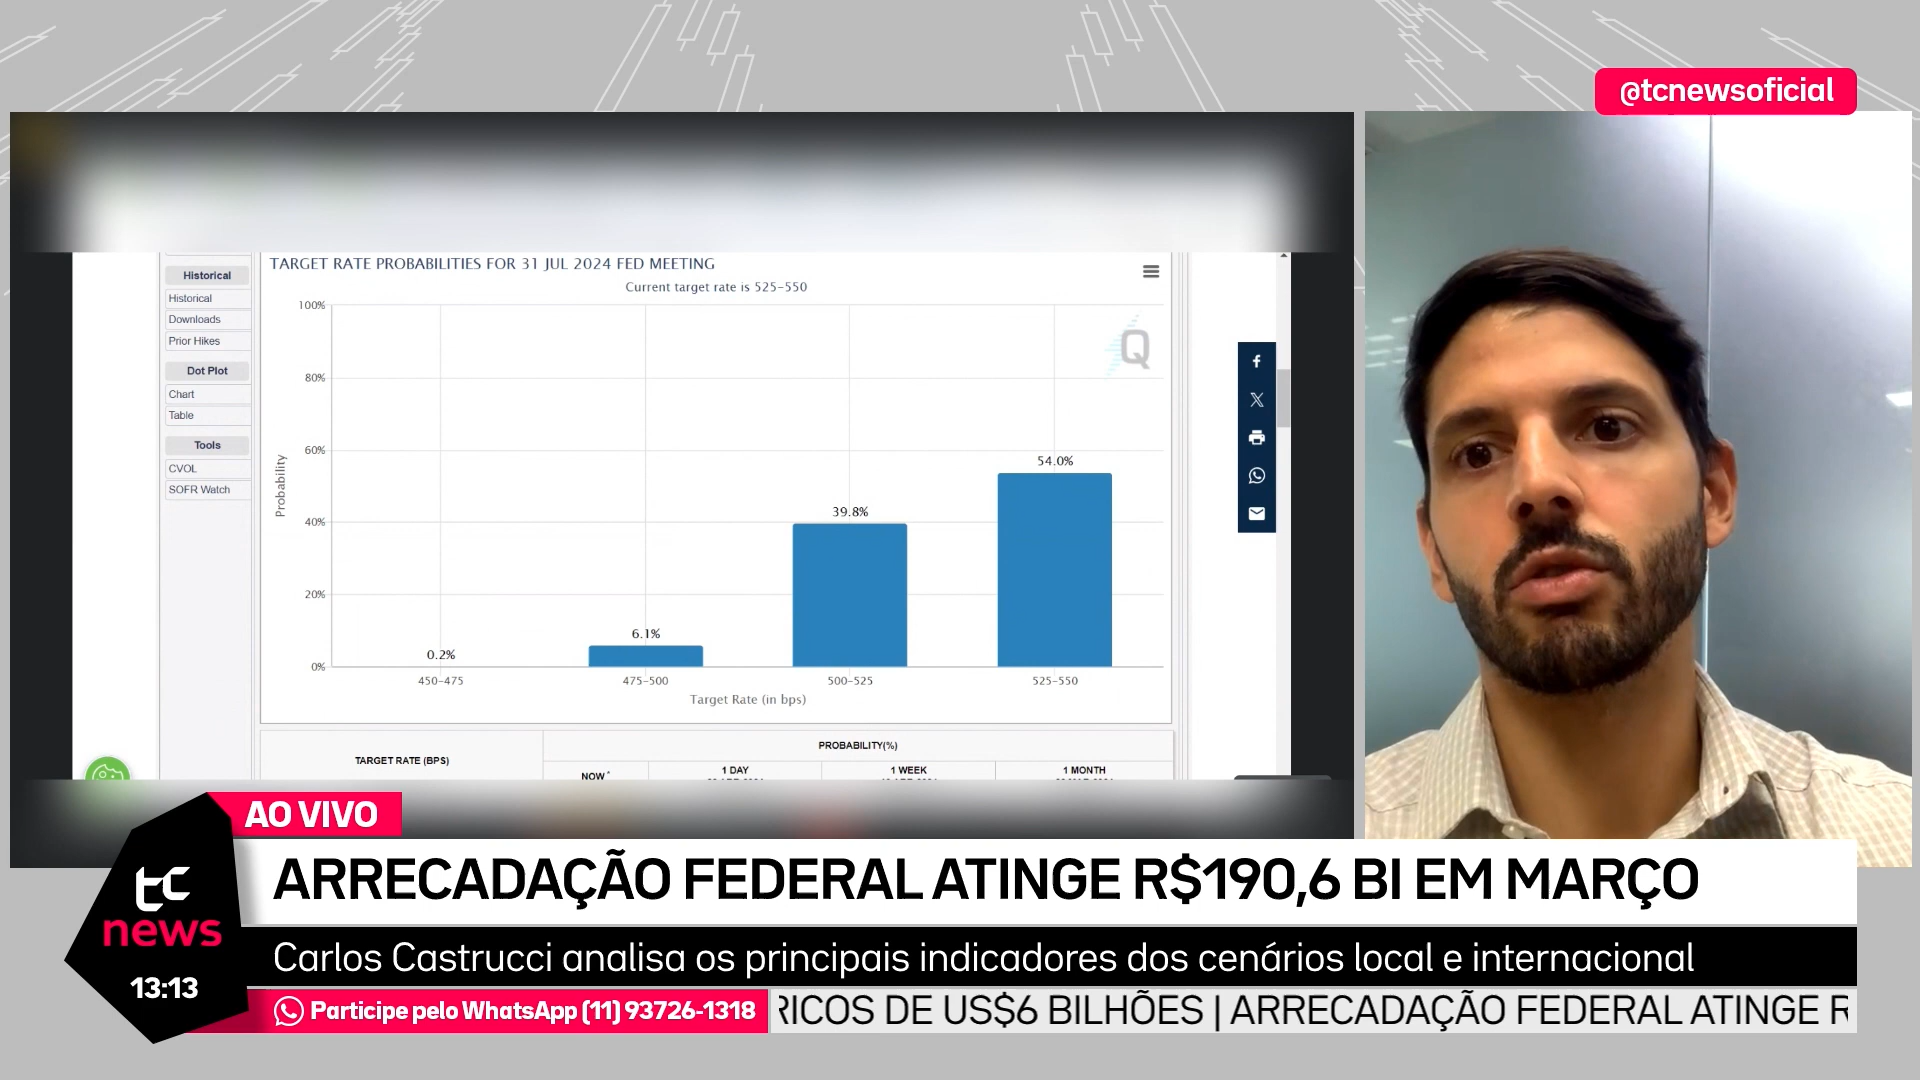 @tcnewsoficial
Historical
Historical
Downloads
Prior Hikes
Dot Plot
Chart
Table
Tools
CVOL
SOFR Watch
TARGET RATE PROBABILITIES FOR 31 JUL 2024 FED MEETING
Current target rate is 525-550
100%
80%
60%
40%
20%
0%
Probability
0.2%
6.1%
39.8%
54.0%
450-475
475-500
500-525
525-550
Target Rate (in bps)
Q
TARGET RATE (BPS)
PROBABILITY(%)
NOW *
1 DAY
1 WEEK
1 MONTH
AO VIVO
tc
news
13:13
ARRECADAÇÃO FEDERAL ATINGE R$190,6 BI EM MARÇO
Carlos Castrucci analisa os principais indicadores dos cenários local e internacional
Participe pelo WhatsApp (11) 93726-1318
RICOS DE US$6 BILHÕES | ARRECADAÇÃO FEDERAL ATINGE R